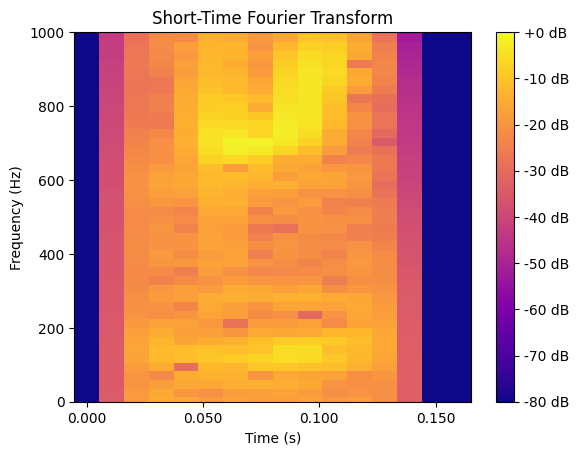 Short-Time Fourier Transform
Frequency (Hz)
1000
800
600
400
200
0
0.000
0.050
0.100
0.150
Time (s)
+0 dB
-10 dB
-20 dB
-30 dB
-40 dB
-50 dB
-60 dB
-70 dB
-80 dB